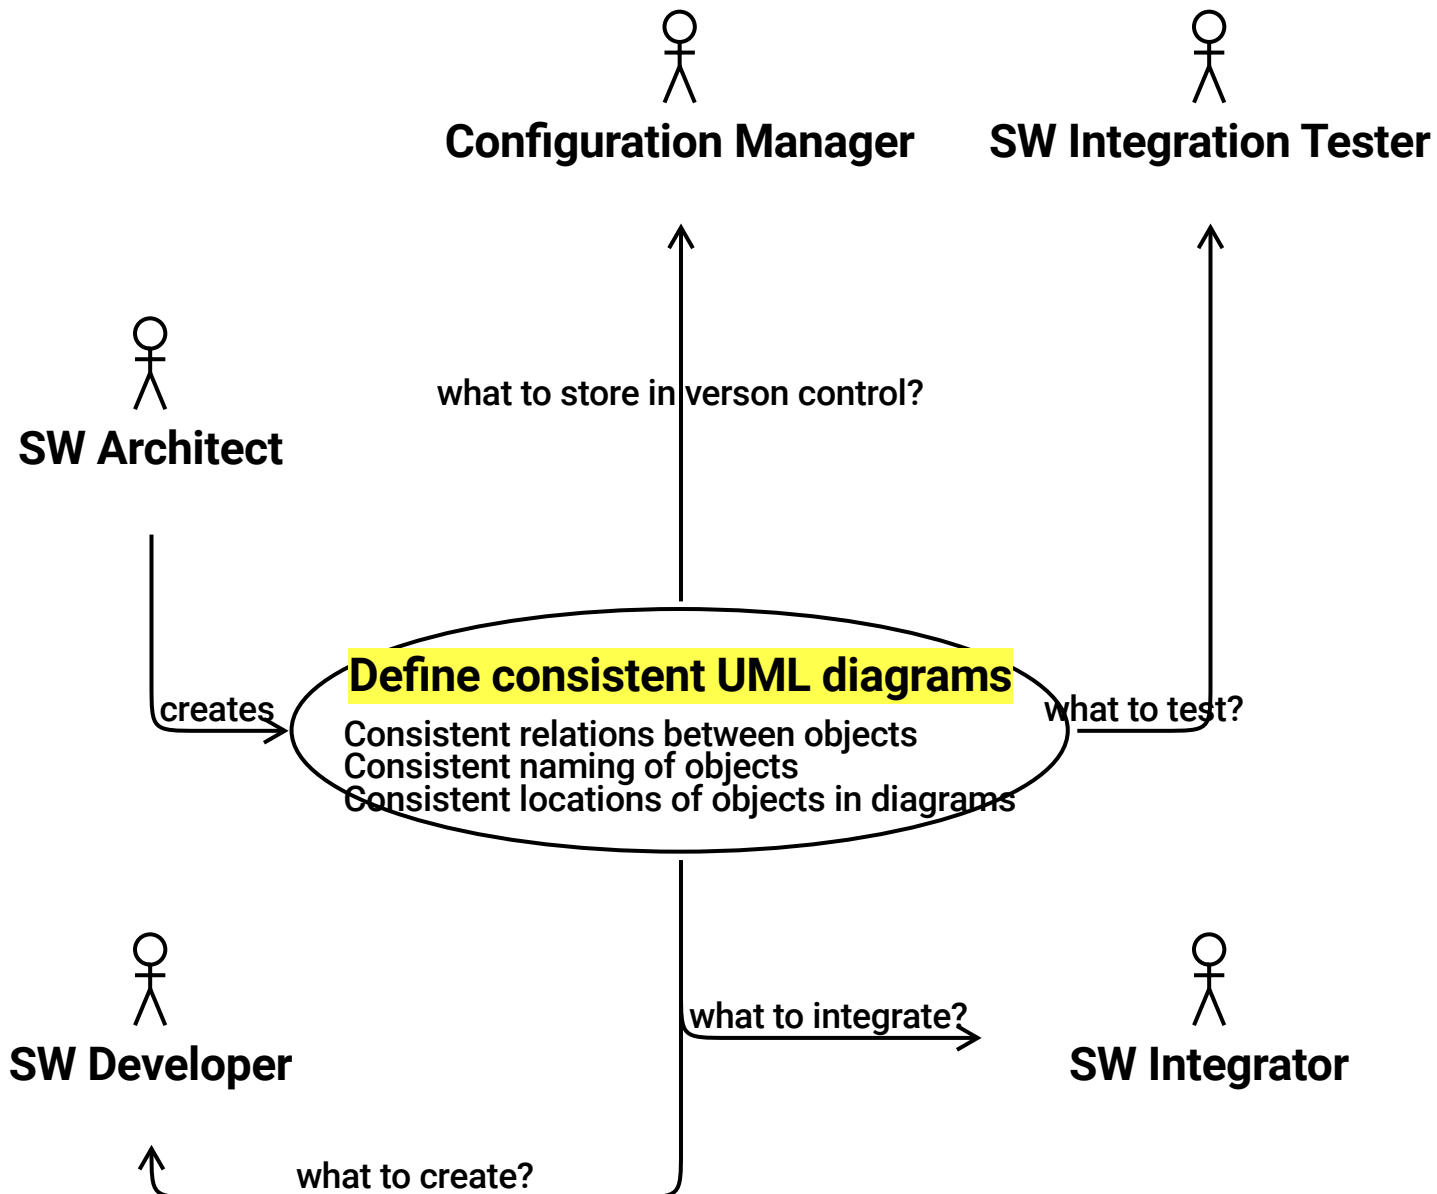 Configuration Manager
SW Integration Tester
what to store in verson control?
SW Architect
Define consistent UML diagrams
creates
what to test?
Consistent relations between objects
Consistent naming of objects
Consistent locations of objects in diagrams
what to integrate?
SW Developer
SW Integrator
what to create?